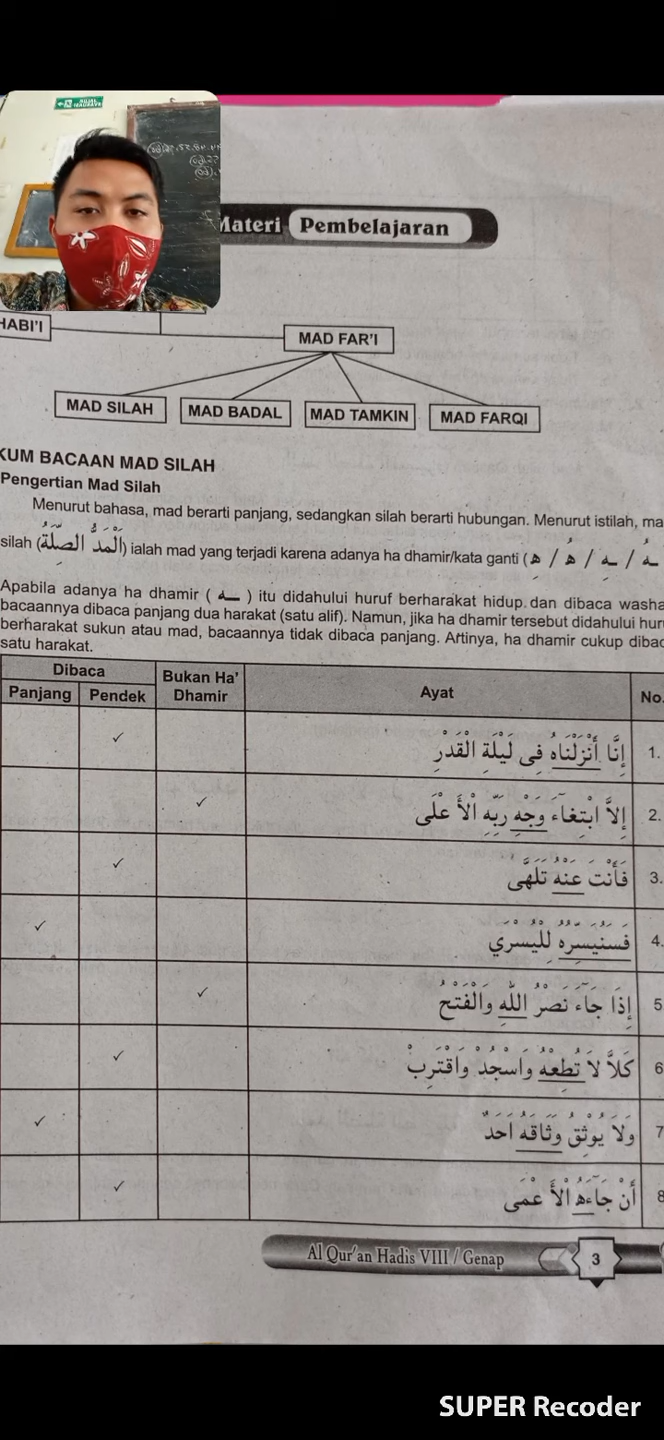 Materi Pembelajaran
HABI'I
MAD FAR'I
MAD SILAH
MAD BADAL
MAD TAMKIN
MAD FARQI
KUM BACAAN MAD SILAH
Pengertian Mad Silah
Menurut bahasa, mad berarti panjang, sedangkan silah berarti hubungan. Menurut istilah, ma
silah (اَلْمَدُّ الصِّلَةُ) ialah mad yang terjadi karena adanya ha dhamir/kata ganti (ـهُ / ـهِ / هُ / هِ
Apabila adanya ha dhamir ( ـه ) itu didahului huruf berharakat hidup dan dibaca washa
bacaannya dibaca panjang dua harakat (satu alif). Namun, jika ha dhamir tersebut didahului hur
berharakat sukun atau mad, bacaannya tidak dibaca panjang. Artinya, ha dhamir cukup dibac
satu harakat.
Dibaca
Panjang Pendek
Bukan Ha' Dhamir
Ayat
No.
✓ إِنَّا أَنْزَلْنَاهُ فِى لَيْلَةِ الْقَدْرِ 1.
✓ إِلاَّ ابْتِغَاءَ وَجْهِ رَبِّهِ الْأَ عْلَى 2.
✓ فَأَنْتَ عَنْهُ تَلَهَّى 3.
✓ فَسَنُيَسِّرُهُ لِلْيُسْرَي 4.
✓ إِذَا جَاءَ نَصْرُ اللّٰهِ وَالْفَتْحُ 5
✓ كَلاَّ لاَ تُطِعْهُ وَاسْجُدْ وَاقْتَرِبْ 6
✓ وَلاَ يُوْثِقُ وَثَاقَهُ اَحَدٌ 7
✓ أَنْ جَاءَهُ الْأَ عْمَى 8
Al Qur'an Hadis VIII / Genap
3
SUPER Recoder